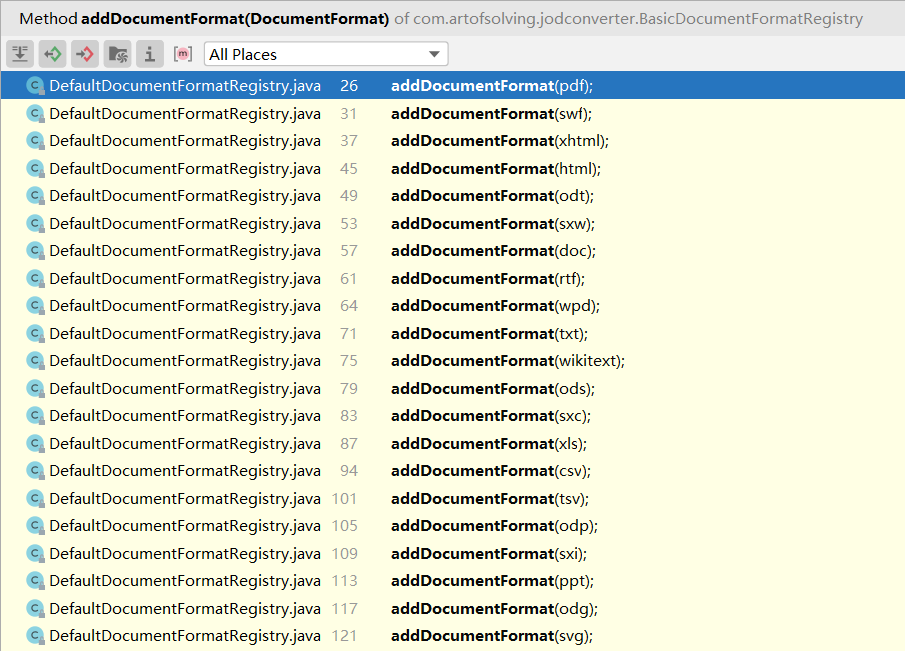 Method addDocumentFormat(DocumentFormat) of com.artofsolving.jodconverter.BasicDocumentFormatRegistry
All Places
C DefaultDocumentFormatRegistry.java 26 addDocumentFormat(pdf);
C DefaultDocumentFormatRegistry.java 31 addDocumentFormat(swf);
C DefaultDocumentFormatRegistry.java 37 addDocumentFormat(xhtml);
C DefaultDocumentFormatRegistry.java 45 addDocumentFormat(html);
C DefaultDocumentFormatRegistry.java 49 addDocumentFormat(odt);
C DefaultDocumentFormatRegistry.java 53 addDocumentFormat(sxw);
C DefaultDocumentFormatRegistry.java 57 addDocumentFormat(doc);
C DefaultDocumentFormatRegistry.java 61 addDocumentFormat(rtf);
C DefaultDocumentFormatRegistry.java 64 addDocumentFormat(wpd);
C DefaultDocumentFormatRegistry.java 71 addDocumentFormat(txt);
C DefaultDocumentFormatRegistry.java 75 addDocumentFormat(wikitext);
C DefaultDocumentFormatRegistry.java 79 addDocumentFormat(ods);
C DefaultDocumentFormatRegistry.java 83 addDocumentFormat(sxc);
C DefaultDocumentFormatRegistry.java 87 addDocumentFormat(xls);
C DefaultDocumentFormatRegistry.java 94 addDocumentFormat(csv);
C DefaultDocumentFormatRegistry.java 101 addDocumentFormat(tsv);
C DefaultDocumentFormatRegistry.java 105 addDocumentFormat(odp);
C DefaultDocumentFormatRegistry.java 109 addDocumentFormat(sxi);
C DefaultDocumentFormatRegistry.java 113 addDocumentFormat(ppt);
C DefaultDocumentFormatRegistry.java 117 addDocumentFormat(odg);
C DefaultDocumentFormatRegistry.java 121 addDocumentFormat(svg);